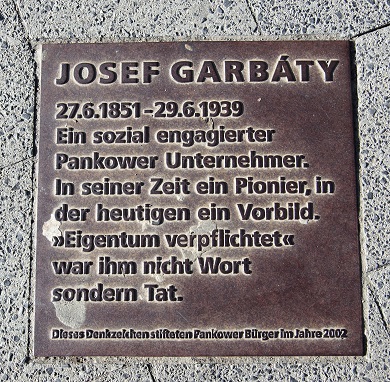 JOSEF GARBÁTY
27.6.1851–29.6.1939
Ein sozial engagierter
Pankower Unternehmer.
In seiner Zeit ein Pionier, in
der heutigen ein Vorbild.
»Eigentum verpflichtet«
war ihm nicht Wort
sondern Tat.
Dieses Denkzeichen stifteten Pankower Bürger im Jahre 2002